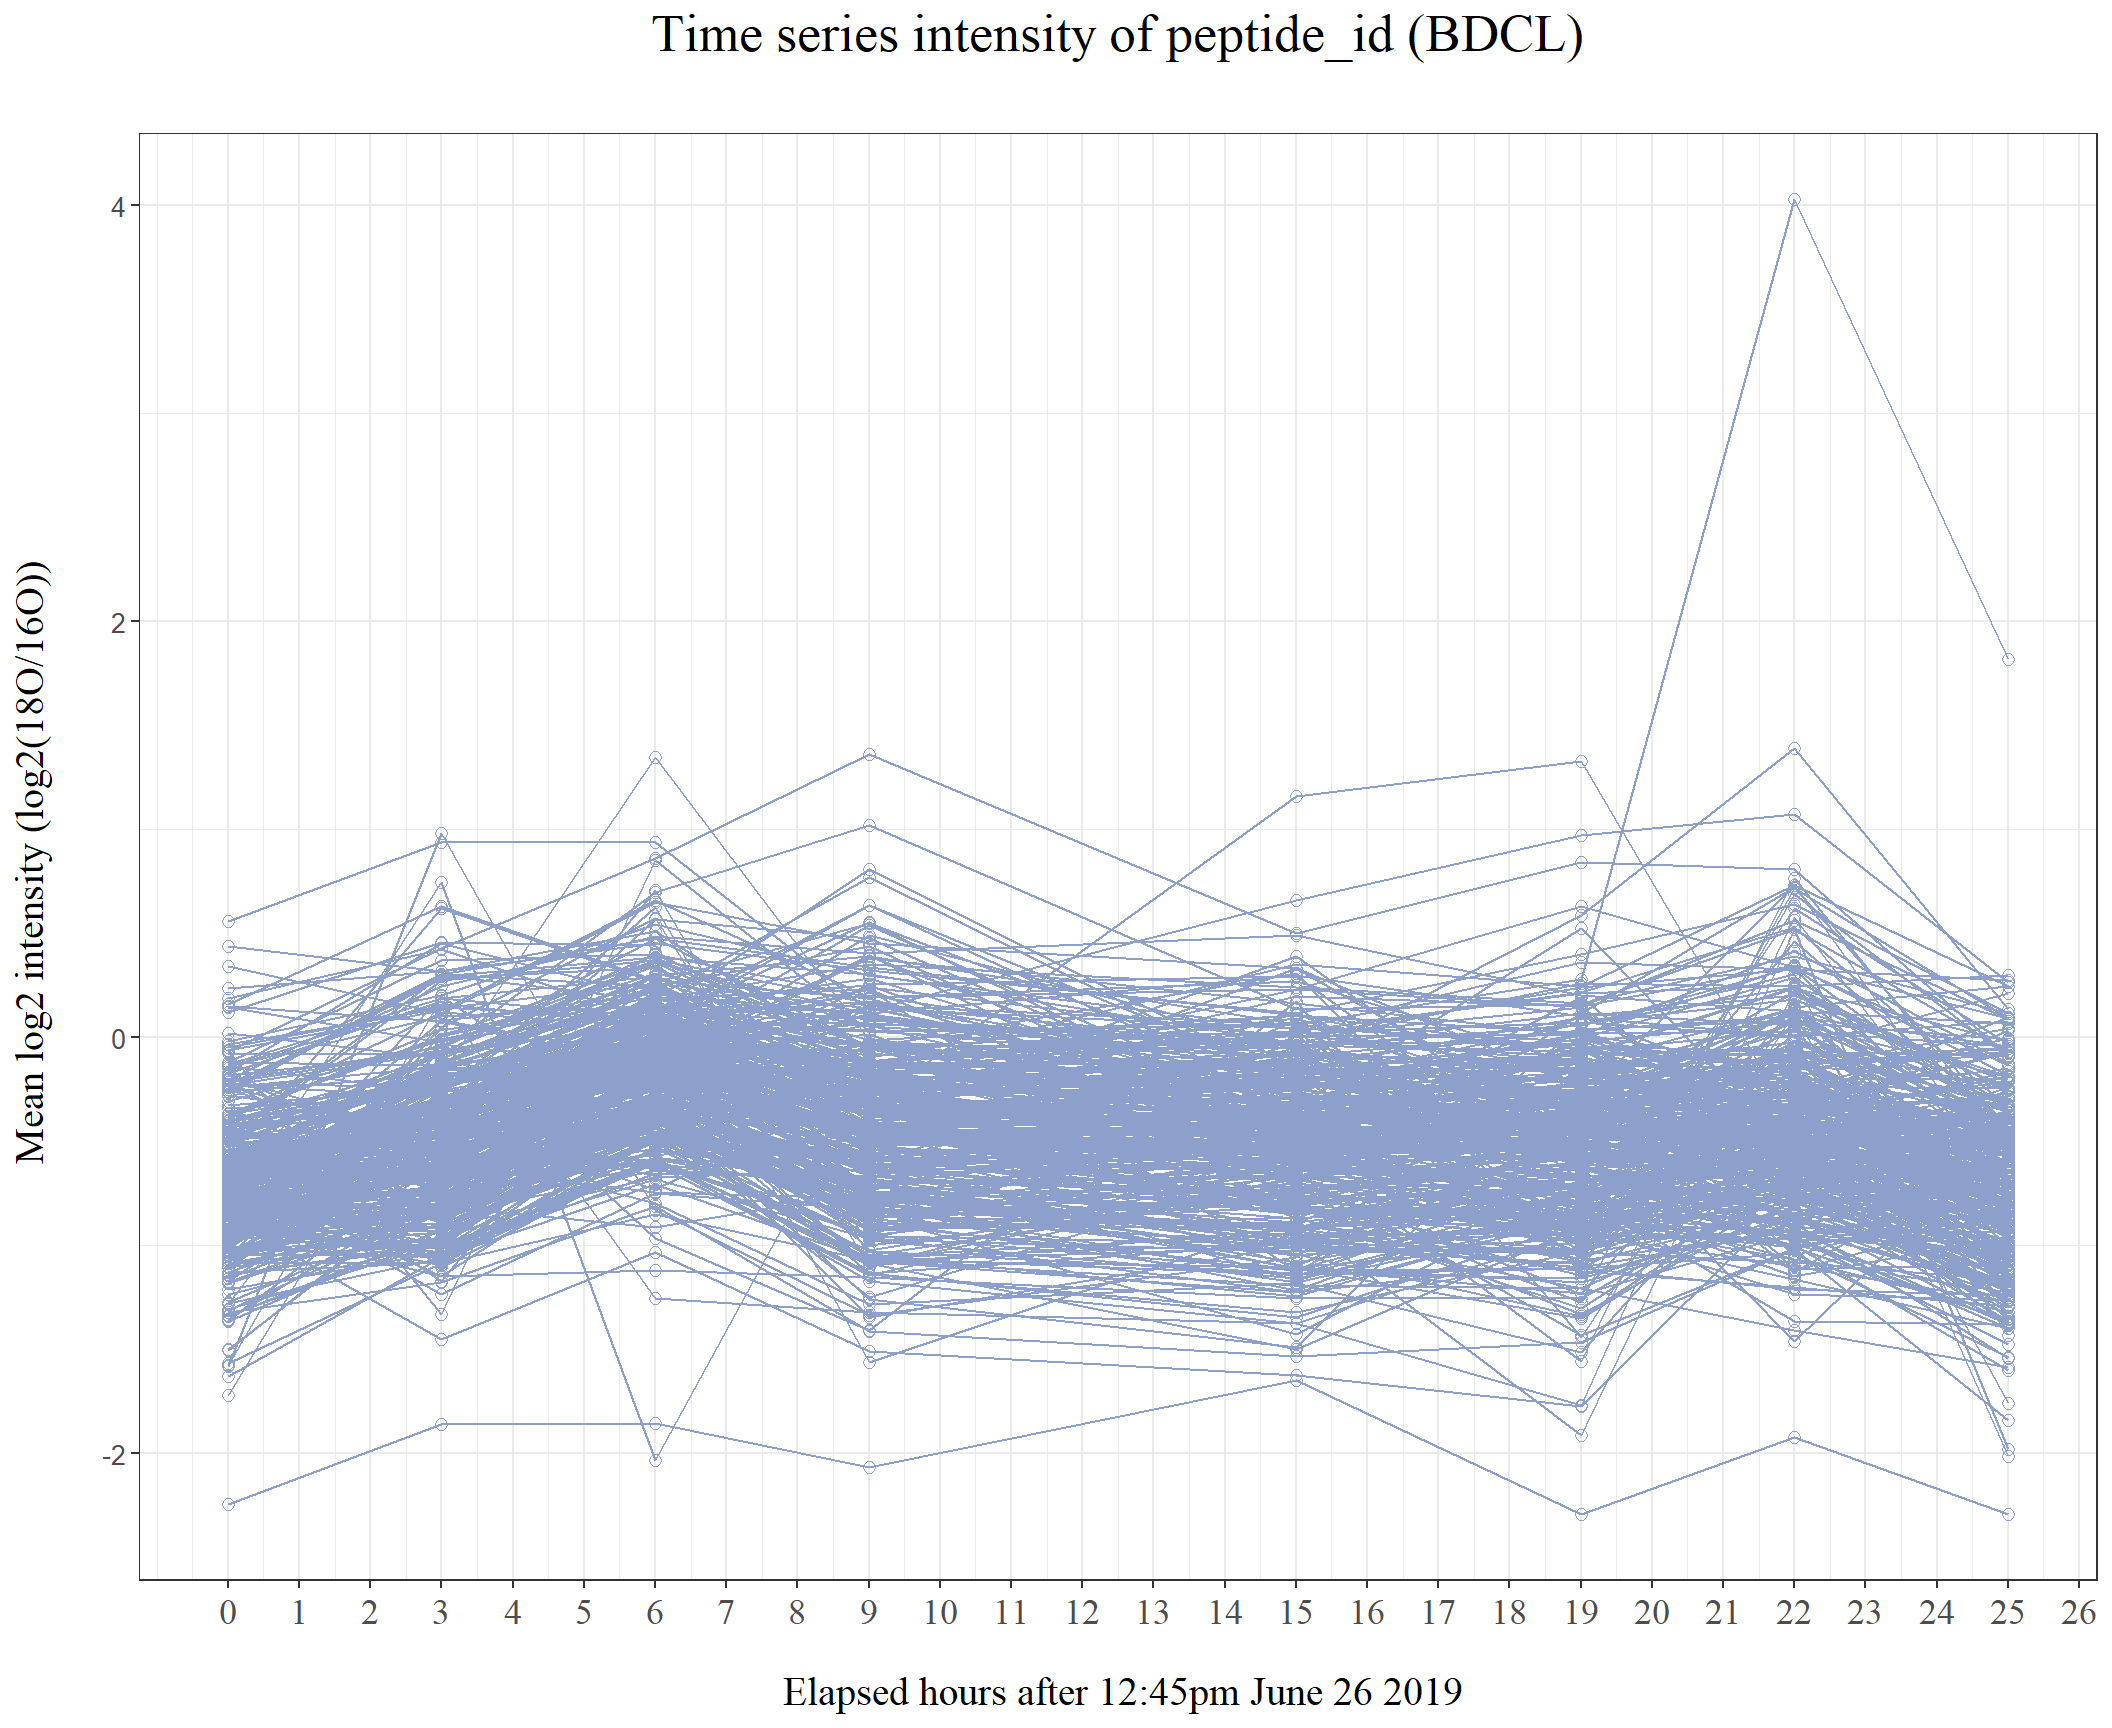 Time series intensity of peptide_id (BDCL)
Mean log2 intensity (log2(18O/16O))
4
2
0
-2
0 1 2 3 4 5 6 7 8 9 10 11 12 13 14 15 16 17 18 19 20 21 22 23 24 25 26
Elapsed hours after 12:45pm June 26 2019